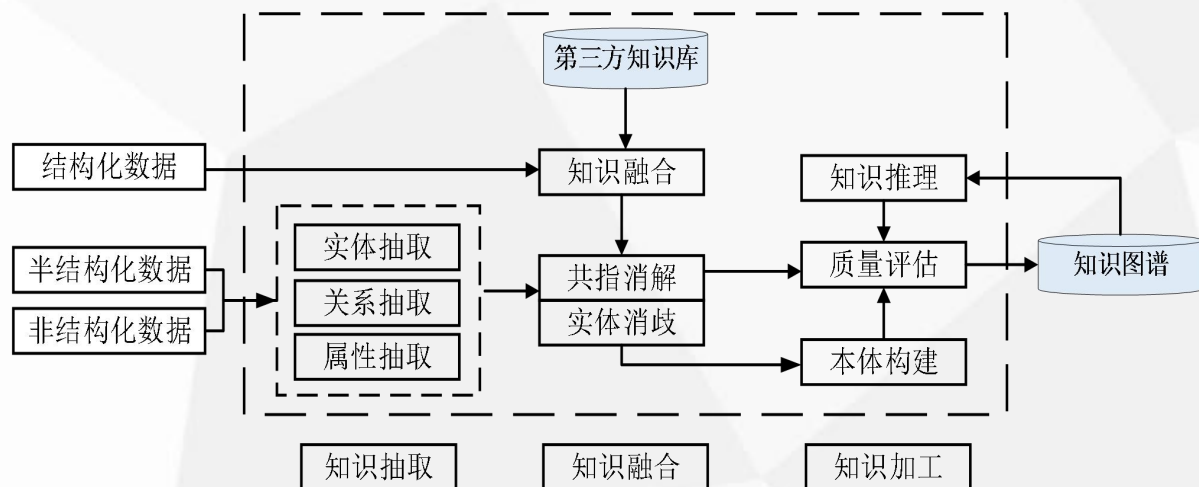 第三方知识库
结构化数据
知识融合
知识推理
实体抽取
半结构化数据
共指消解
质量评估
知识图谱
关系抽取
非结构化数据
实体消歧
属性抽取
本体构建
知识抽取
知识融合
知识加工